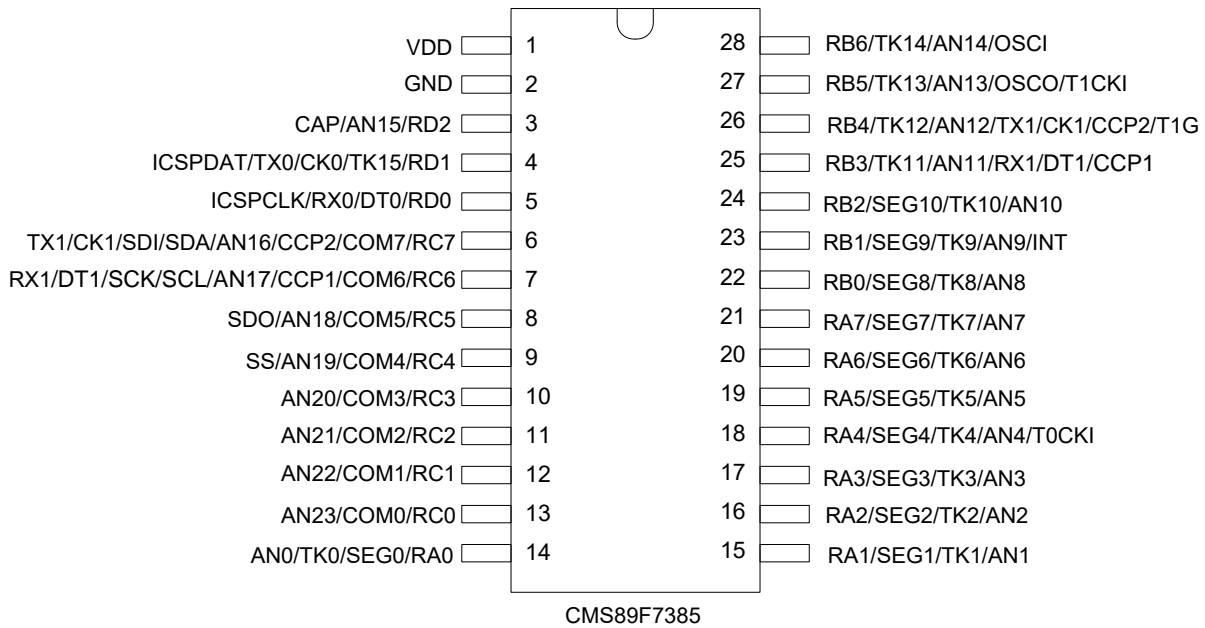 VDD 1 28 RB6/TK14/AN14/OSCI
GND 2 27 RB5/TK13/AN13/OSCO/T1CKI
CAP/AN15/RD2 3 26 RB4/TK12/AN12/TX1/CK1/CCP2/T1G
ICSPDAT/TX0/CK0/TK15/RD1 4 25 RB3/TK11/AN11/RX1/DT1/CCP1
ICSPCLK/RX0/DT0/RD0 5 24 RB2/SEG10/TK10/AN10
TX1/CK1/SDI/SDA/AN16/CCP2/COM7/RC7 6 23 RB1/SEG9/TK9/AN9/INT
RX1/DT1/SCK/SCL/AN17/CCP1/COM6/RC6 7 22 RB0/SEG8/TK8/AN8
SDO/AN18/COM5/RC5 8 21 RA7/SEG7/TK7/AN7
SS/AN19/COM4/RC4 9 20 RA6/SEG6/TK6/AN6
AN20/COM3/RC3 10 19 RA5/SEG5/TK5/AN5
AN21/COM2/RC2 11 18 RA4/SEG4/TK4/AN4/T0CKI
AN22/COM1/RC1 12 17 RA3/SEG3/TK3/AN3
AN23/COM0/RC0 13 16 RA2/SEG2/TK2/AN2
AN0/TK0/SEG0/RA0 14 15 RA1/SEG1/TK1/AN1
CMS89F7385